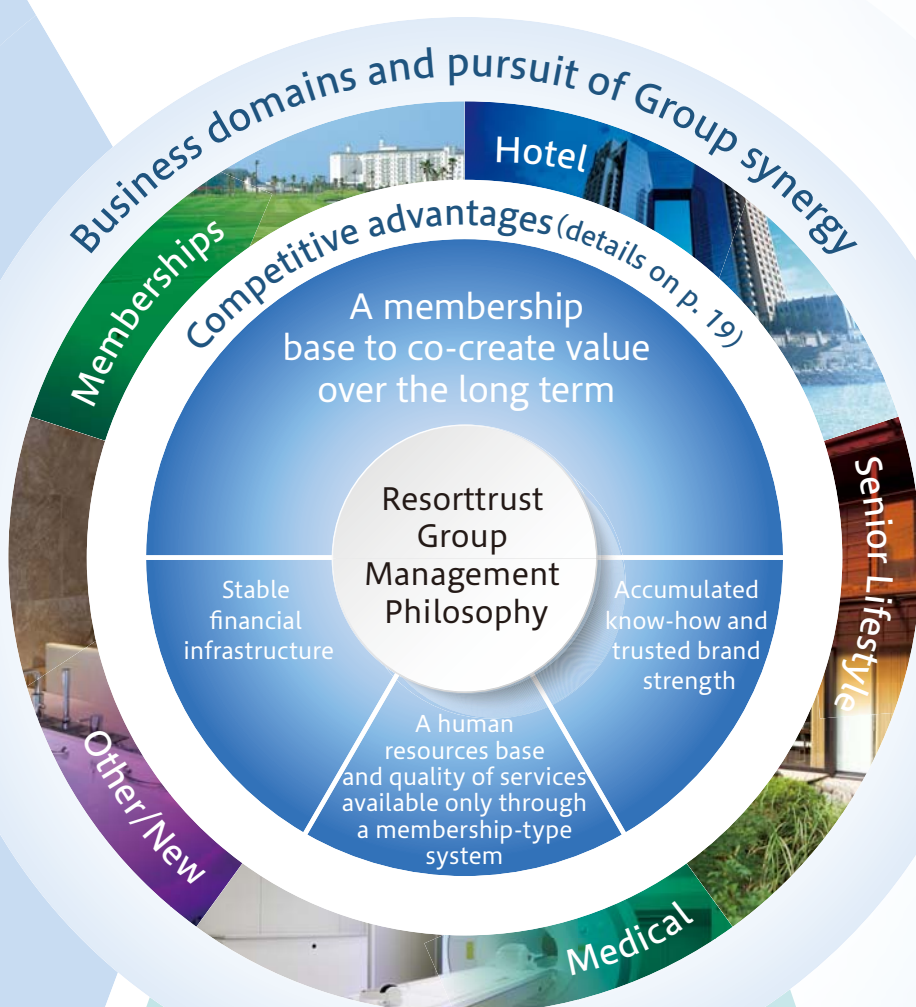 Business domains and pursuit of Group synergy
Memberships
Hotel
Senior Lifestyle
Medical
Other/New
Competitive advantages (details on p. 19)
A membership
base to co-create value
over the long term
Resorttrust
Group
Management
Philosophy
Stable
financial
infrastructure
Accumulated
know-how and
trusted brand
strength
A human
resources base
and quality of services
available only through
a membership-type
system